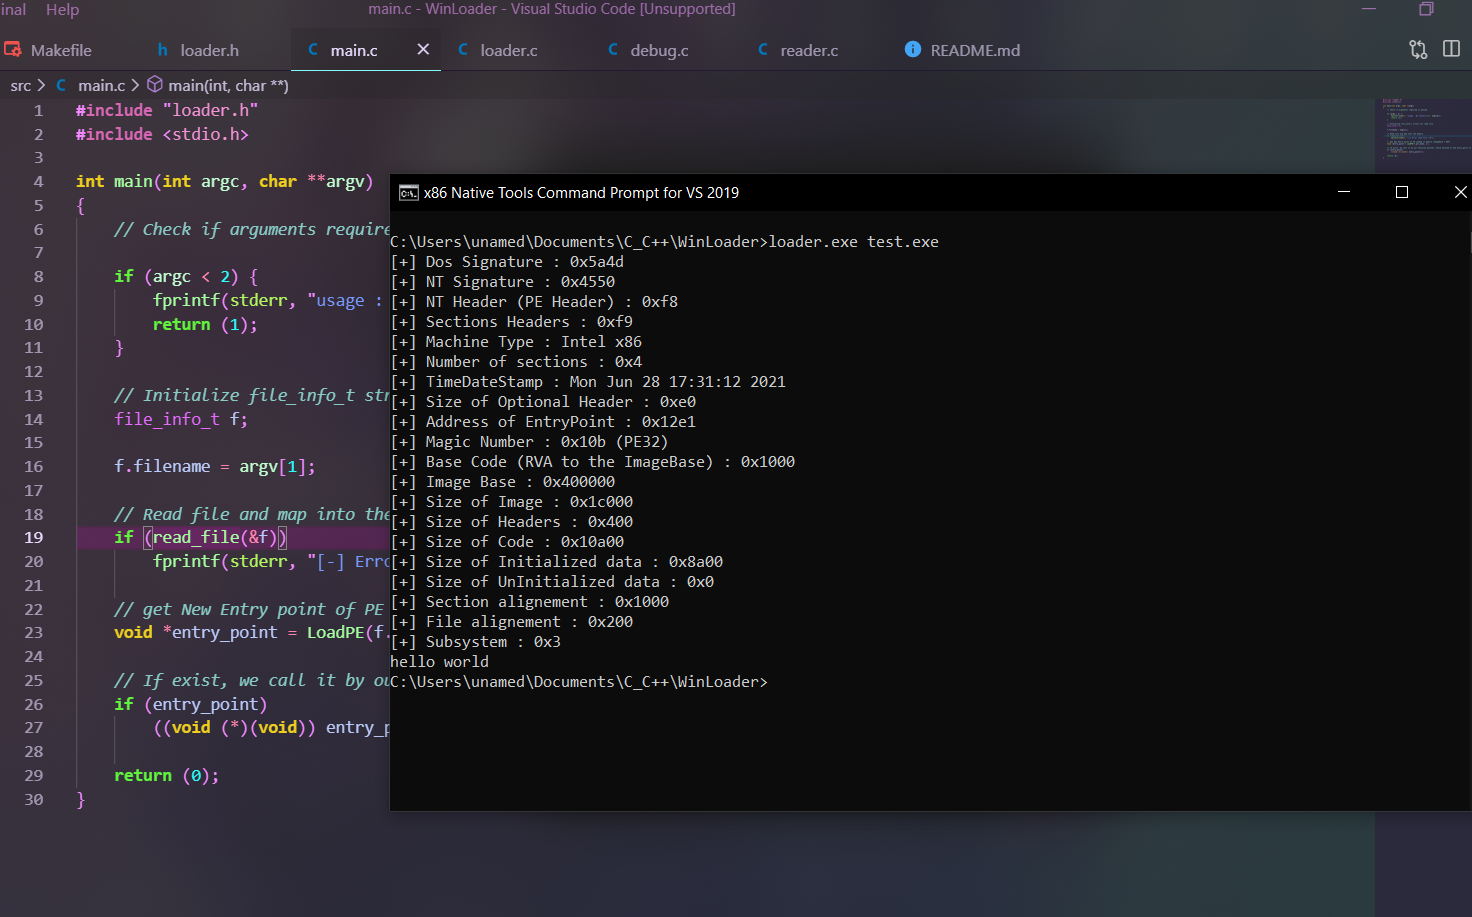 inal Help main.c - WinLoader - Visual Studio Code [Unsupported]
Makefile loader.h main.c loader.c debug.c reader.c README.md
src > main.c > main(int, char **)
1 #include "loader.h"
2 #include <stdio.h>
3
4 int main(int argc, char **argv)
5 {
6 // Check if arguments require
7
8 if (argc < 2) {
9 fprintf(stderr, "usage :
10 return (1);
11 }
12
13 // Initialize file_info_t str
14 file_info_t f;
15
16 f.filename = argv[1];
17
18 // Read file and map into the
19 if (read_file(&f))
20 fprintf(stderr, "[-] Erro
21
22 // get New Entry point of PE
23 void *entry_point = LoadPE(f.
24
25 // If exist, we call it by ou
26 if (entry_point)
27 ((void (*)(void)) entry_p
28
29 return (0);
30 }
x86 Native Tools Command Prompt for VS 2019
C:\Users\unamed\Documents\C_C++\WinLoader>loader.exe test.exe
[+] Dos Signature : 0x5a4d
[+] NT Signature : 0x4550
[+] NT Header (PE Header) : 0xf8
[+] Sections Headers : 0xf9
[+] Machine Type : Intel x86
[+] Number of sections : 0x4
[+] TimeDateStamp : Mon Jun 28 17:31:12 2021
[+] Size of Optional Header : 0xe0
[+] Address of EntryPoint : 0x12e1
[+] Magic Number : 0x10b (PE32)
[+] Base Code (RVA to the ImageBase) : 0x1000
[+] Image Base : 0x400000
[+] Size of Image : 0x1c000
[+] Size of Headers : 0x400
[+] Size of Code : 0x10a00
[+] Size of Initialized data : 0x8a00
[+] Size of UnInitialized data : 0x0
[+] Section alignement : 0x1000
[+] File alignement : 0x200
[+] Subsystem : 0x3
hello world
C:\Users\unamed\Documents\C_C++\WinLoader>